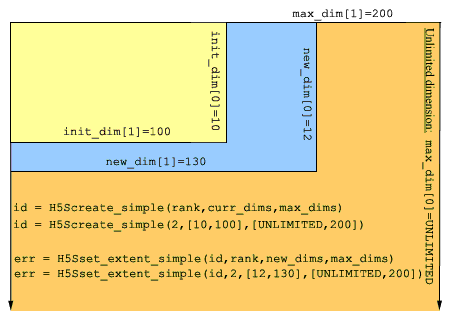 max_dim[1]=200
init_dim[0]=10
new_dim[0]=12
Unlimited dimension: max_dim[0]=UNLIMITED
init_dim[1]=100
new_dim[1]=130
id = H5Screate_simple(rank,curr_dims,max_dims)
id = H5Screate_simple(2,[10,100],[UNLIMITED,200])
err = H5Sset_extent_simple(id,rank,new_dims,max_dims)
err = H5Sset_extent_simple(id,2,[12,130],[UNLIMITED,200])